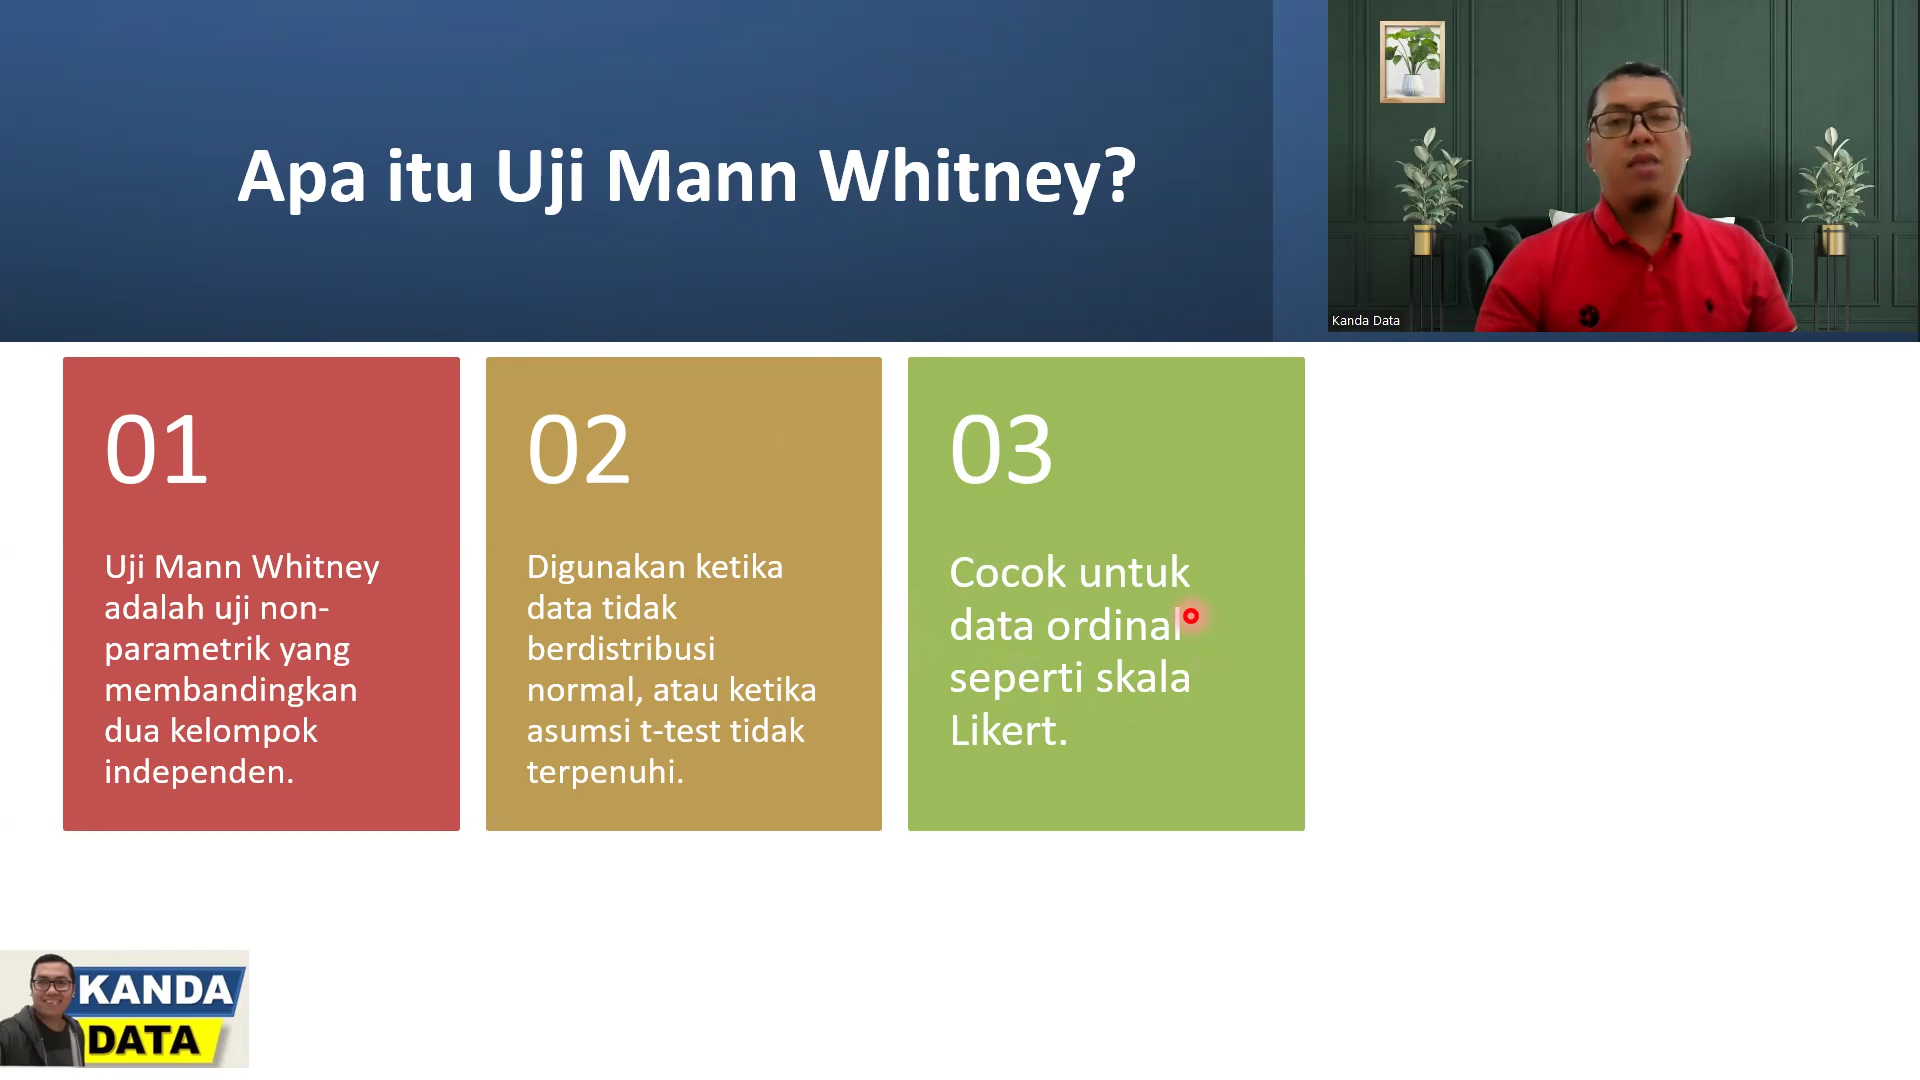 Apa itu Uji Mann Whitney?
Kanda Data
01
Uji Mann Whitney
adalah uji non-
parametrik yang
membandingkan
dua kelompok
independen.
02
Digunakan ketika
data tidak
berdistribusi
normal, atau ketika
asumsi t-test tidak
terpenuhi.
03
Cocok untuk
data ordinal
seperti skala
Likert.
KANDA
DATA